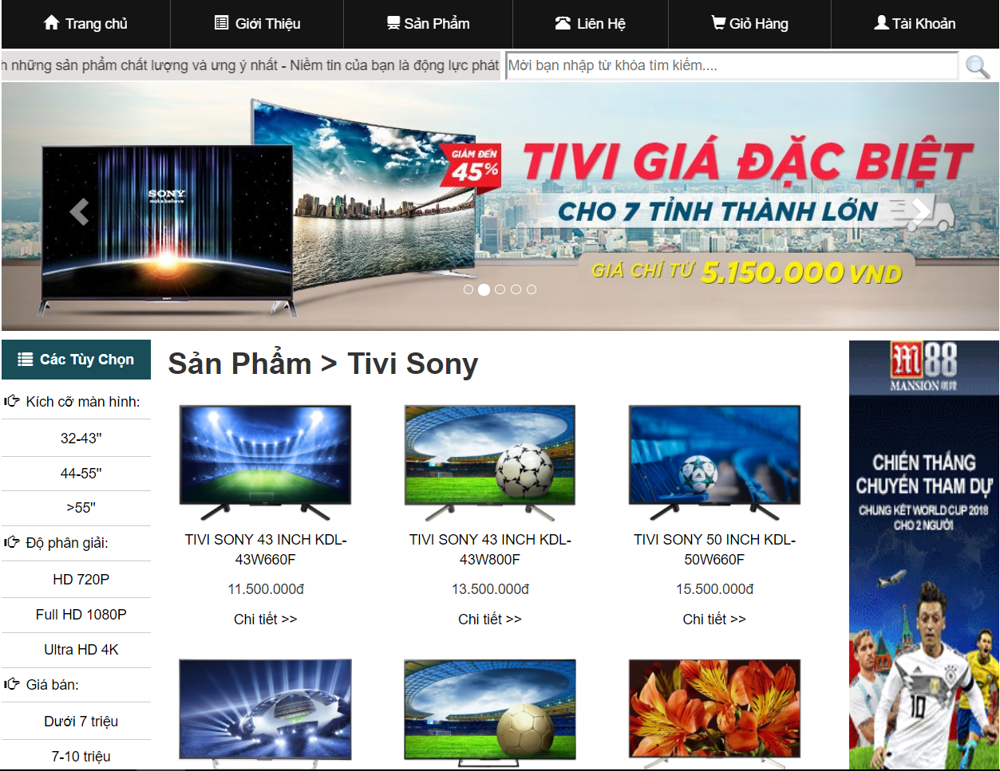 Trang chủ
Giới Thiệu
Sản Phẩm
Liên Hệ
Giỏ Hàng
Tài Khoản
h những sản phẩm chất lượng và ưng ý nhất - Niềm tin của bạn là động lực phát
Mời bạn nhập từ khóa tìm kiếm....
SONY
make.believe
GIẢM ĐẾN
45%
TIVI GIÁ ĐẶC BIỆT
CHO 7 TỈNH THÀNH LỚN
GIÁ CHỈ TỪ 5.150.000 VND
Các Tùy Chọn
Kích cỡ màn hình:
32-43"
44-55"
>55"
Độ phân giải:
HD 720P
Full HD 1080P
Ultra HD 4K
Giá bán:
Dưới 7 triệu
7-10 triệu
Sản Phẩm > Tivi Sony
TIVI SONY 43 INCH KDL-
43W660F
11.500.000đ
Chi tiết >>
TIVI SONY 43 INCH KDL-
43W800F
13.500.000đ
Chi tiết >>
TIVI SONY 50 INCH KDL-
50W660F
15.500.000đ
Chi tiết >>
M88
MANSION
CHIẾN THẮNG
CHUYẾN THAM DỰ
CHUNG KẾT WORLD CUP 2018
CHO 2 NGƯỜI
10